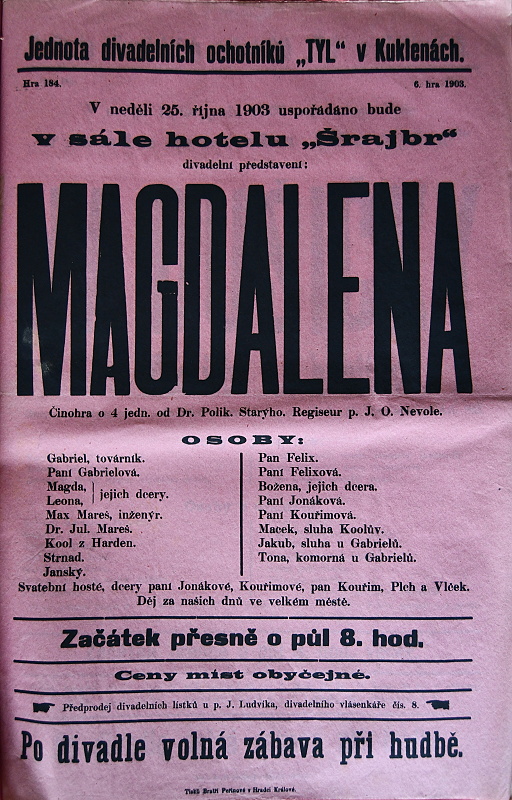 Jednota divadelních ochotníků „TYL“ v Kuklenách.
Hra 184. 6. hra 1903.
V neděli 25. října 1903 uspořádáno bude
v sále hotelu „Šrajbr“
divadelní představení:
MAGDALENA
Činohra o 4 jedn. od Dr. Polik. Starýho. Regiseur p. J. O. Nevole.
OSOBY:
Gabriel, továrník.
Paní Gabrielová.
Magda,
Leona,
jejich dcery.
Max Mareš, inženýr.
Dr. Jul. Mareš.
Kool z Harden.
Strnad.
Janský.
Pan Felix.
Paní Felixová.
Božena, jejich dcera.
Paní Jonáková.
Paní Kouřimová.
Macek, sluha Koolův.
Jakub, sluha u Gabrielů.
Tona, komorná u Gabrielů.
Svatební hosté, dcery paní Jonákové, Kouřimové, pan Kouřim, Plch a Vlček.
Děj za našich dnů ve velkém městě.
Začátek přesně o půl 8. hod.
Ceny míst obyčejné.
Předprodej divadelních lístků u p. J. Ludvíka, divadelního vlásenkáře čís. 8.
Po divadle volná zábava při hudbě.
Tiskli Bratři Peřinové v Hradci Králové.